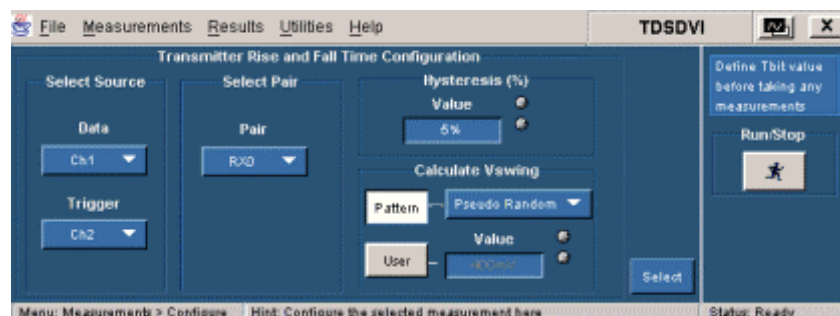 File Measurements Results Utilities Help TDSDVI X
Transmitter Rise and Fall Time Configuration
Select Source
Data
Ch1
Trigger
Ch2
Select Pair
Pair
RX0
Hysteresis (%)
Value
5%
Calculate Vswing
Pattern Pseudo Random
Value
User
Select
Define Tbit value
before taking any
measurements
Run/Stop
Menu: Measurements > Configure Hint: Configure the selected measurement here Status: Ready